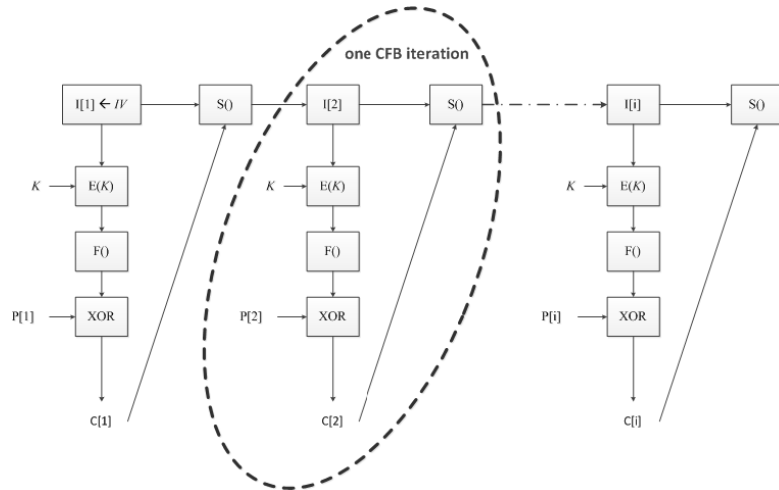 one CFB iteration
I[1] ← IV S() I[2] S() I[i] S()
K E(K) K E(K) K E(K)
F() F() F()
P[1] XOR P[2] XOR P[i] XOR
C[1] C[2] C[i]